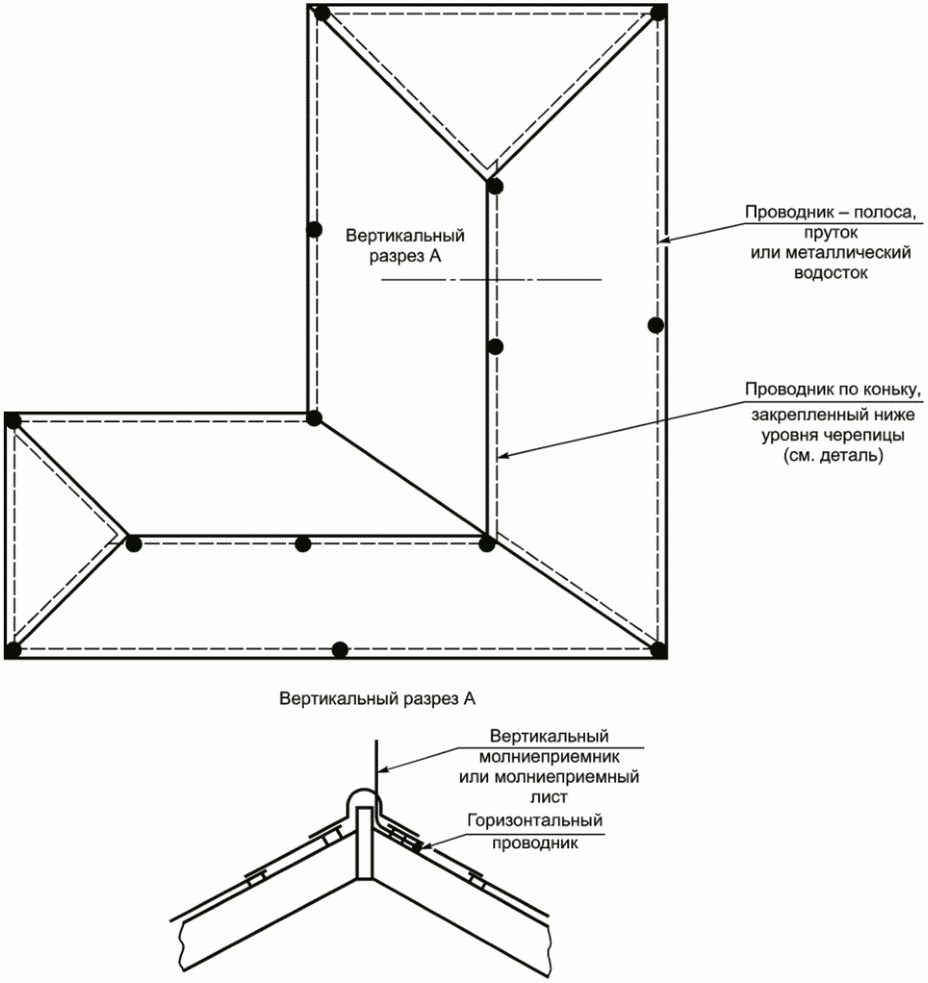 Проводник – полоса,
пруток
или металлический
водосток
Вертикальный
разрез А
Проводник по коньку,
закрепленный ниже
уровня черепицы
(см. деталь)
Вертикальный разрез А
Вертикальный
молниеприемник
или молниеприемный
лист
Горизонтальный
проводник